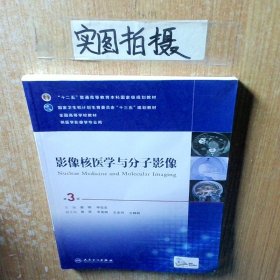 实图拍摄
"十二五"普通高等教育本科国家级规划教材
国家卫生和计划生育委员会"十三五"规划教材
全国高等学校教材
供医学影像学专业用
影像核医学与分子影像
Nuclear Medicine and Molecular Imaging
第3版
人民卫生出版社